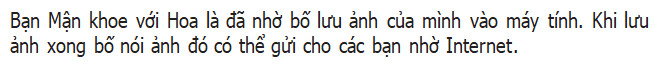 Bạn Mận khoe với Hoa là đã nhờ bố lưu ảnh của mình vào máy tính. Khi lưu
ảnh xong bố nói ảnh đó có thể gửi cho các bạn nhờ Internet.